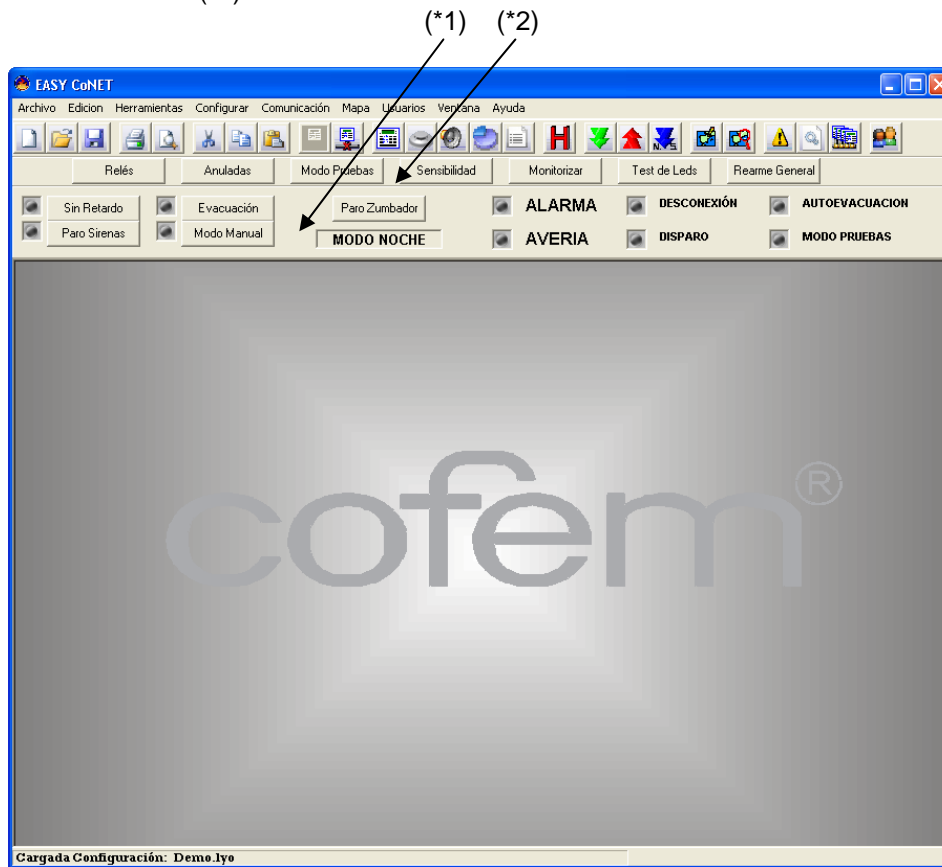 (*1) (*2)
EASY CoNET
Archivo Edicion Herramientas Configurar Comunicación Mapa Usuarios Ventana Ayuda
H N S
Relés Anuladas Modo Pruebas Sensibilidad Monitorizar Test de Leds Rearme General
Sin Retardo Evacuación Paro Zumbador ALARMA DESCONEXIÓN AUTOEVACUACION
Paro Sirenas Modo Manual MODO NOCHE AVERIA DISPARO MODO PRUEBAS
cofem ®
Cargada Configuración: Demo.lyo